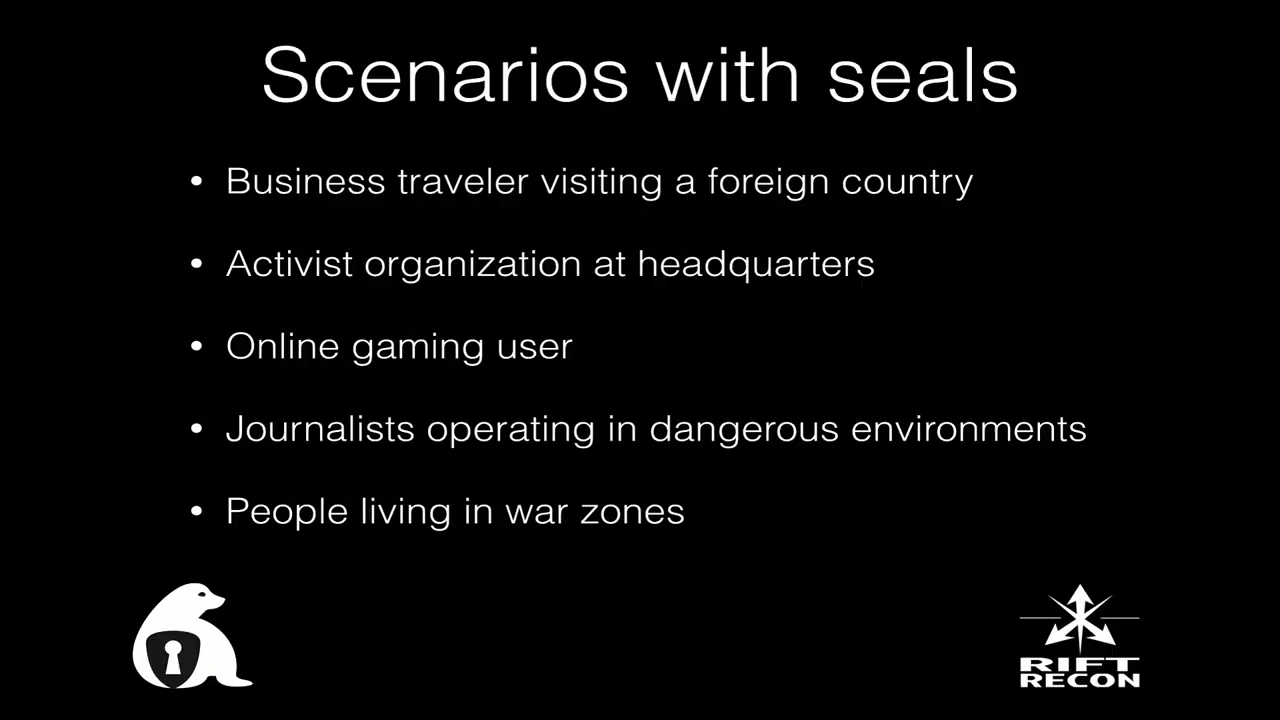 Scenarios with seals
• Business traveler visiting a foreign country
• Activist organization at headquarters
• Online gaming user
• Journalists operating in dangerous environments
• People living in war zones
RIFT
RECON